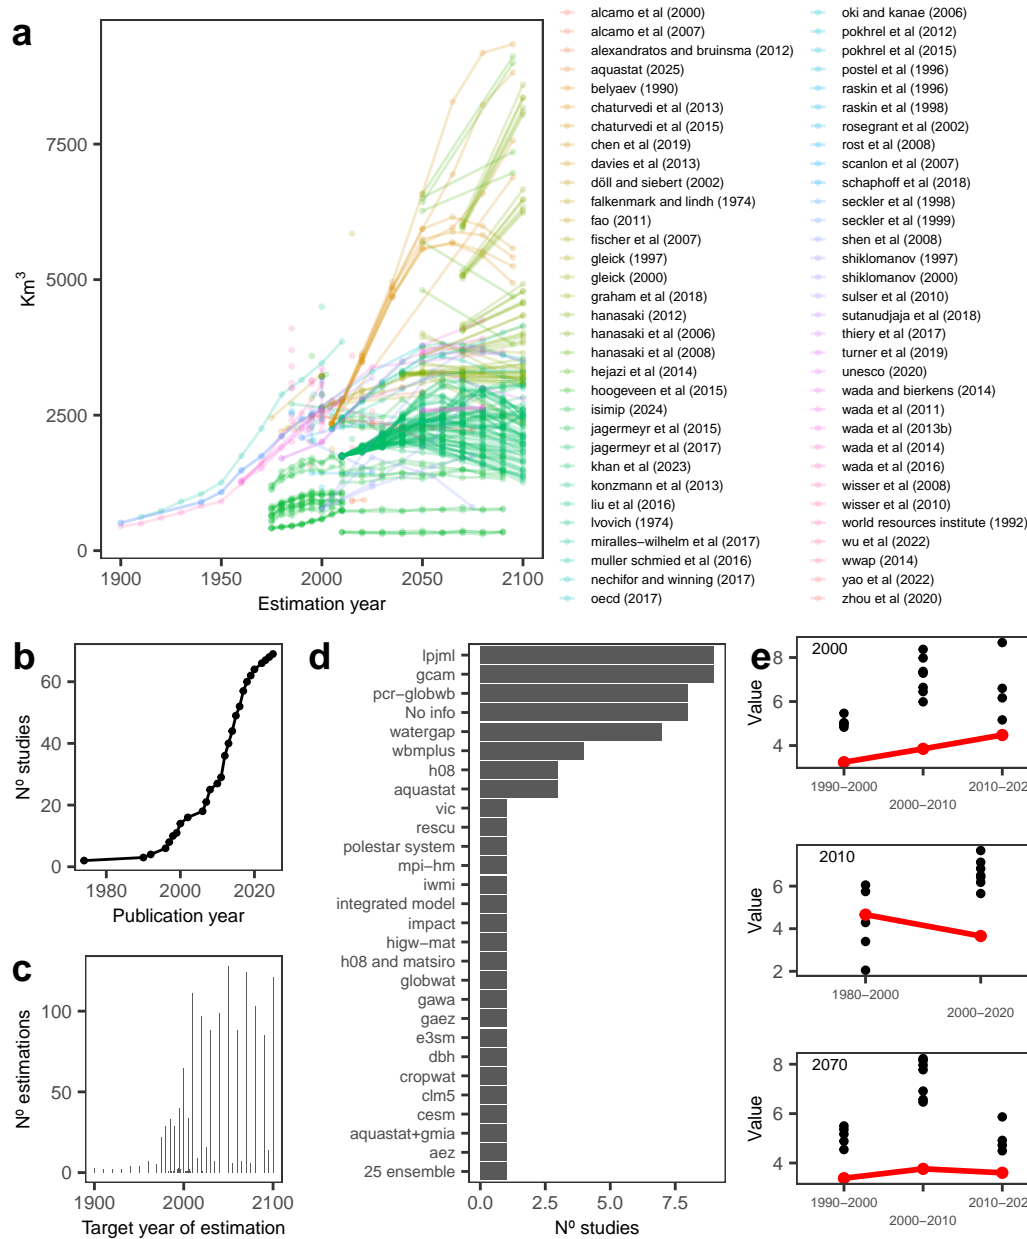 a
Km3
7500
5000
2500
0
1900
1950
2000
2050
2100
Estimation year
alcamo et al (2000)
alcamo et al (2007)
alexandratos and bruinsma (2012)
aquastat (2025)
belyaev (1990)
chaturvedi et al (2013)
chaturvedi et al (2015)
chen et al (2019)
davies et al (2013)
döll and siebert (2002)
falkenmark and lindh (1974)
fao (2011)
fischer et al (2007)
gleick (1997)
gleick (2000)
graham et al (2018)
hanasaki (2012)
hanasaki et al (2006)
hanasaki et al (2008)
hejazi et al (2014)
hoogeveen et al (2015)
isimip (2024)
jagermeyr et al (2015)
jagermeyr et al (2017)
khan et al (2023)
konzmann et al (2013)
liu et al (2016)
lvovich (1974)
miralles−wilhelm et al (2017)
muller schmied et al (2016)
nechifor and winning (2017)
oecd (2017)
oki and kanae (2006)
pokhrel et al (2012)
pokhrel et al (2015)
postel et al (1996)
raskin et al (1996)
raskin et al (1998)
rosegrant et al (2002)
rost et al (2008)
scanlon et al (2007)
schaphoff et al (2018)
seckler et al (1998)
seckler et al (1999)
shen et al (2008)
shiklomanov (1997)
shiklomanov (2000)
sulser et al (2010)
sutanudjaja et al (2018)
thiery et al (2017)
turner et al (2019)
unesco (2020)
wada and bierkens (2014)
wada et al (2011)
wada et al (2013b)
wada et al (2014)
wada et al (2016)
wisser et al (2008)
wisser et al (2010)
world resources institute (1992)
wu et al (2022)
wwap (2014)
yao et al (2022)
zhou et al (2020)
b
Nº studies
60
40
20
0
1980
2000
2020
Publication year
c
Nº estimations
100
50
0
1900
2000
2100
Target year of estimation
d
lpjml
gcam
pcr−globwb
No info
watergap
wbmplus
h08
aquastat
vic
rescu
polestar system
mpi−hm
iwmi
integrated model
impact
higw−mat
h08 and matsiro
globwat
gawa
gaez
e3sm
dbh
cropwat
clm5
cesm
aquastat+gmia
aez
25 ensemble
0.0
2.5
5.0
7.5
Nº studies
e
2000
Value
8
6
4
1990−2000
2000−2010
2010−202
2010
Value
6
4
2
1980−2000
2000−2020
2070
Value
8
6
4
1990−2000
2000−2010
2010−202